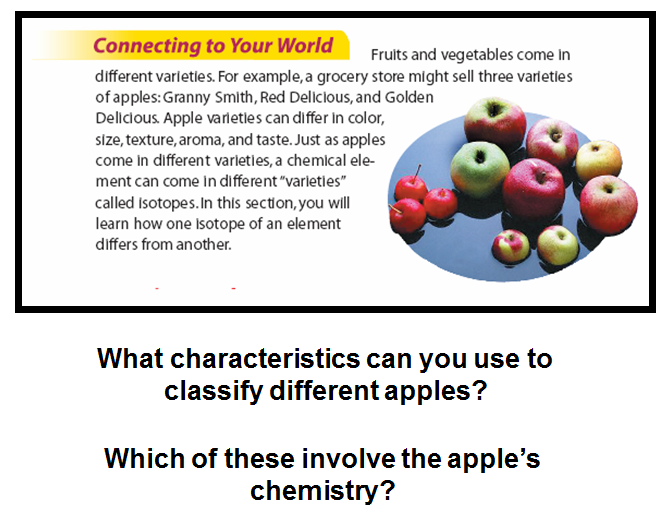 Connecting to Your World
Fruits and vegetables come in
different varieties. For example, a grocery store might sell three varieties
of apples: Granny Smith, Red Delicious, and Golden
Delicious. Apple varieties can differ in color,
size, texture, aroma, and taste. Just as apples
come in different varieties, a chemical ele-
ment can come in different “varieties”
called isotopes. In this section, you will
learn how one isotope of an element
differs from another.
What characteristics can you use to
classify different apples?
Which of these involve the apple’s
chemistry?